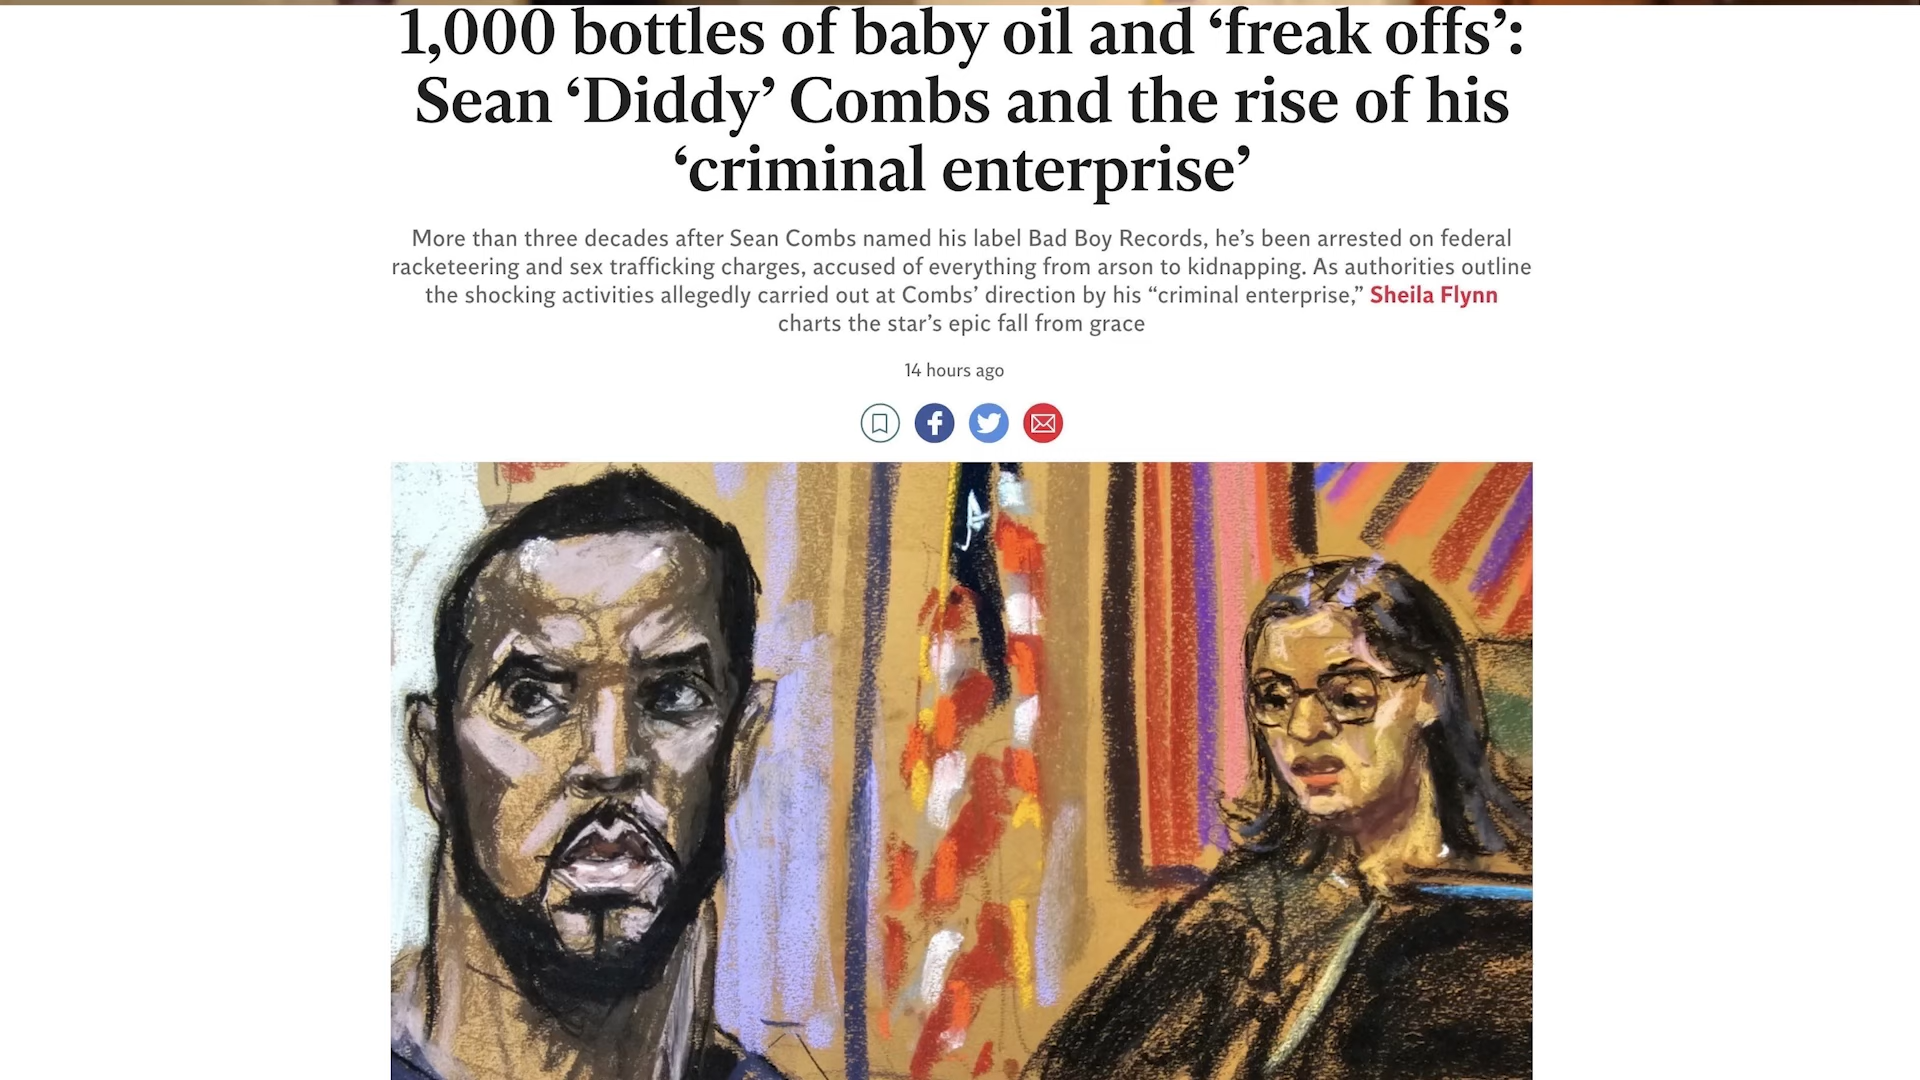 1,000 bottles of baby oil and ‘freak offs’:
Sean ‘Diddy’ Combs and the rise of his
‘criminal enterprise’
More than three decades after Sean Combs named his label Bad Boy Records, he’s been arrested on federal
racketeering and sex trafficking charges, accused of everything from arson to kidnapping. As authorities outline
the shocking activities allegedly carried out at Combs’ direction by his “criminal enterprise,” Sheila Flynn
charts the star’s epic fall from grace
14 hours ago